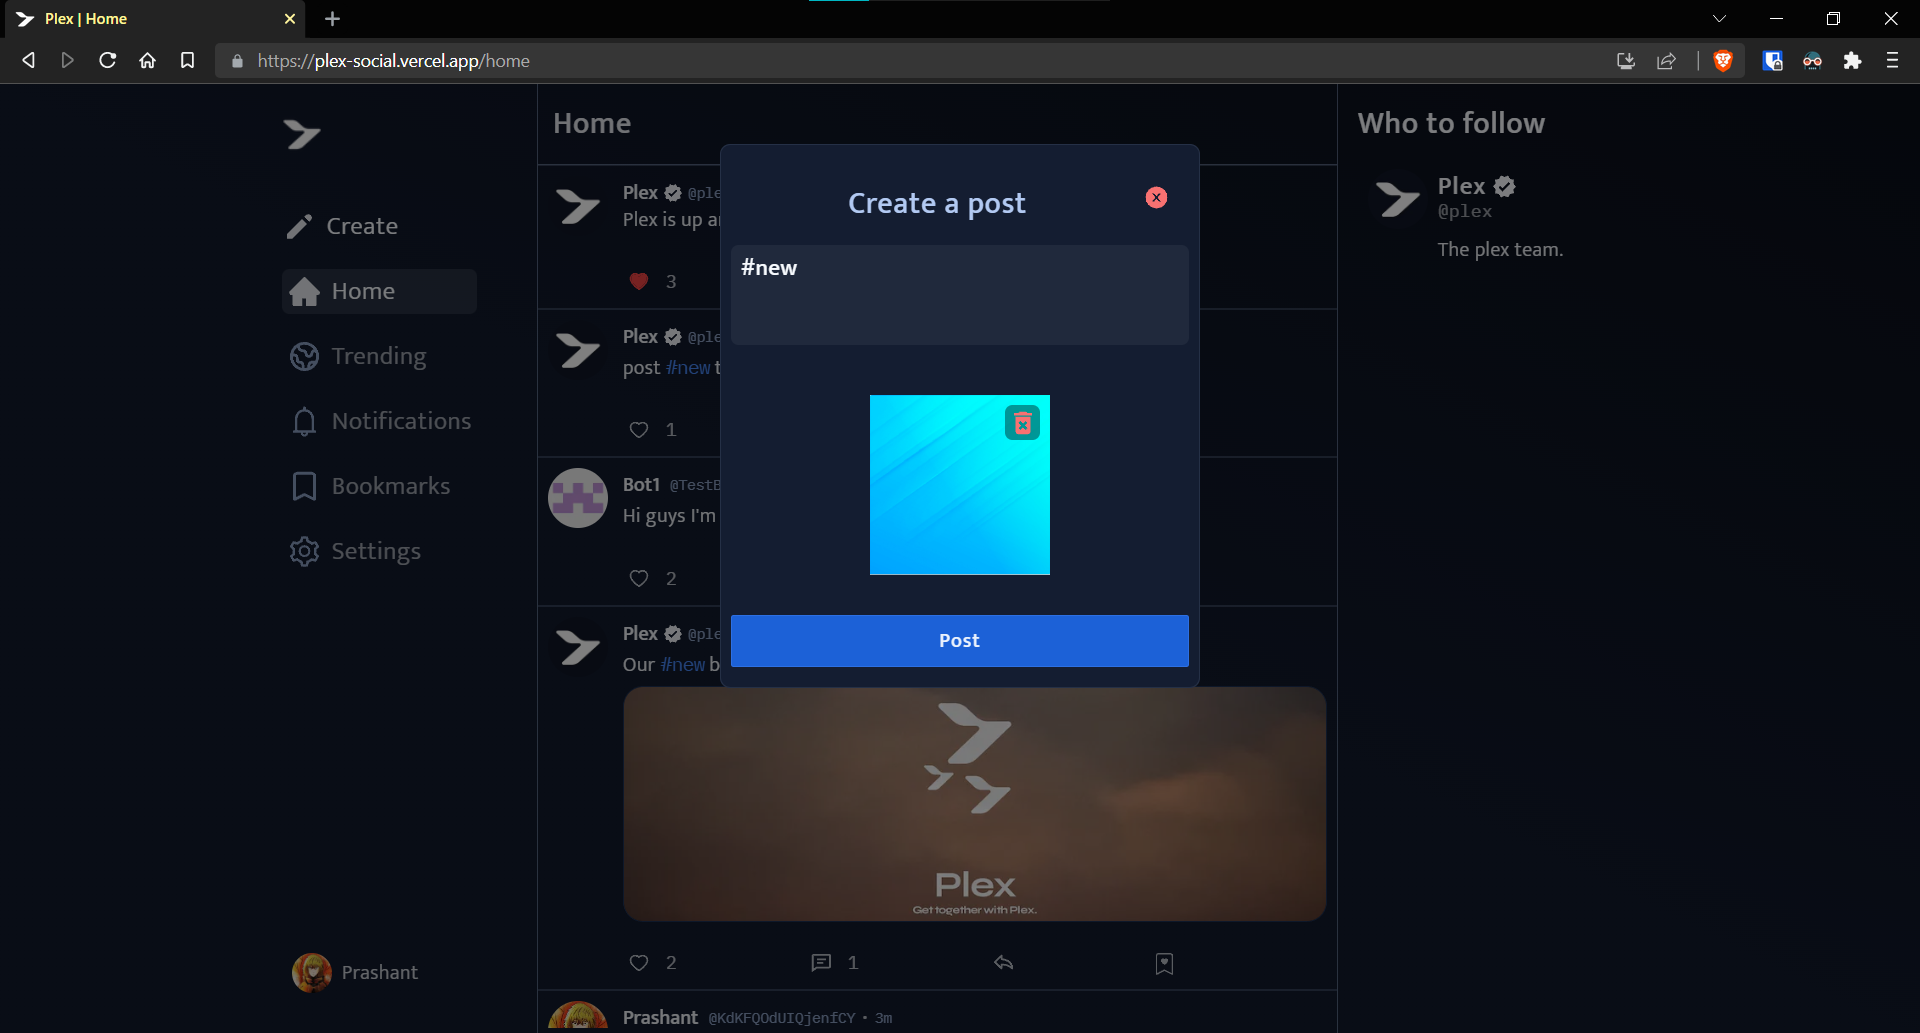 Plex | Home
https://plex-social.vercel.app/home
Create
Home
Trending
Notifications
Bookmarks
Settings
Prashant
Home
Plex @ple
Plex is up
3
Plex @ple
post #new t
1
Bot1 @TestB
Hi guys I'm
2
Plex @ple
Our #new b
Plex
Get together with Plex.
2
1
Prashant @KdKFQOdUIQjenfCY • 3m
Create a post
#new
Post
Who to follow
Plex
@plex
The plex team.